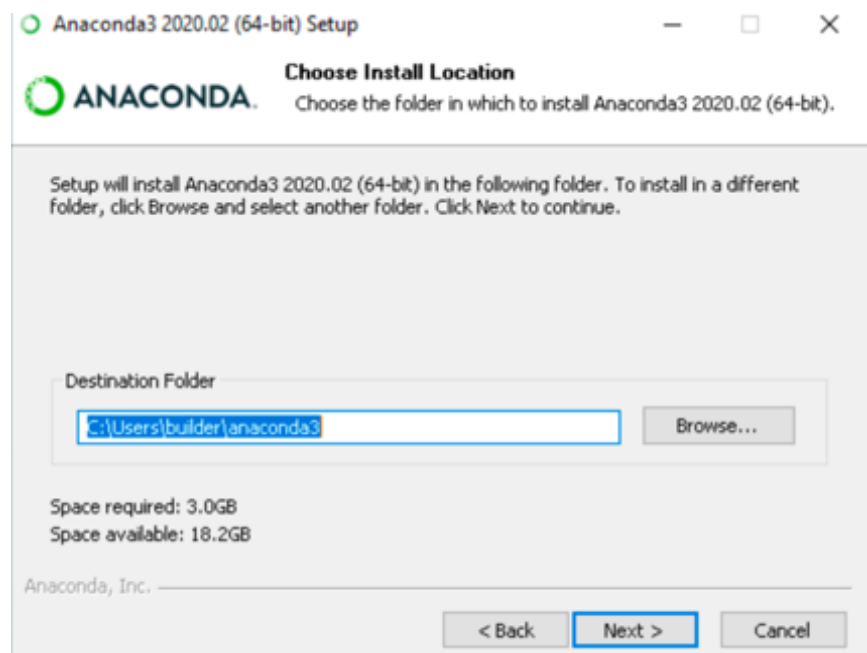 Anaconda3 2020.02 (64-bit) Setup
ANACONDA.
Choose Install Location
Choose the folder in which to install Anaconda3 2020.02 (64-bit).
Setup will install Anaconda3 2020.02 (64-bit) in the following folder. To install in a different
folder, click Browse and select another folder. Click Next to continue.
Destination Folder
C:\Users\builder\anaconda3
Browse...
Space required: 3.0GB
Space available: 18.2GB
Anaconda, Inc.
< Back
Next >
Cancel